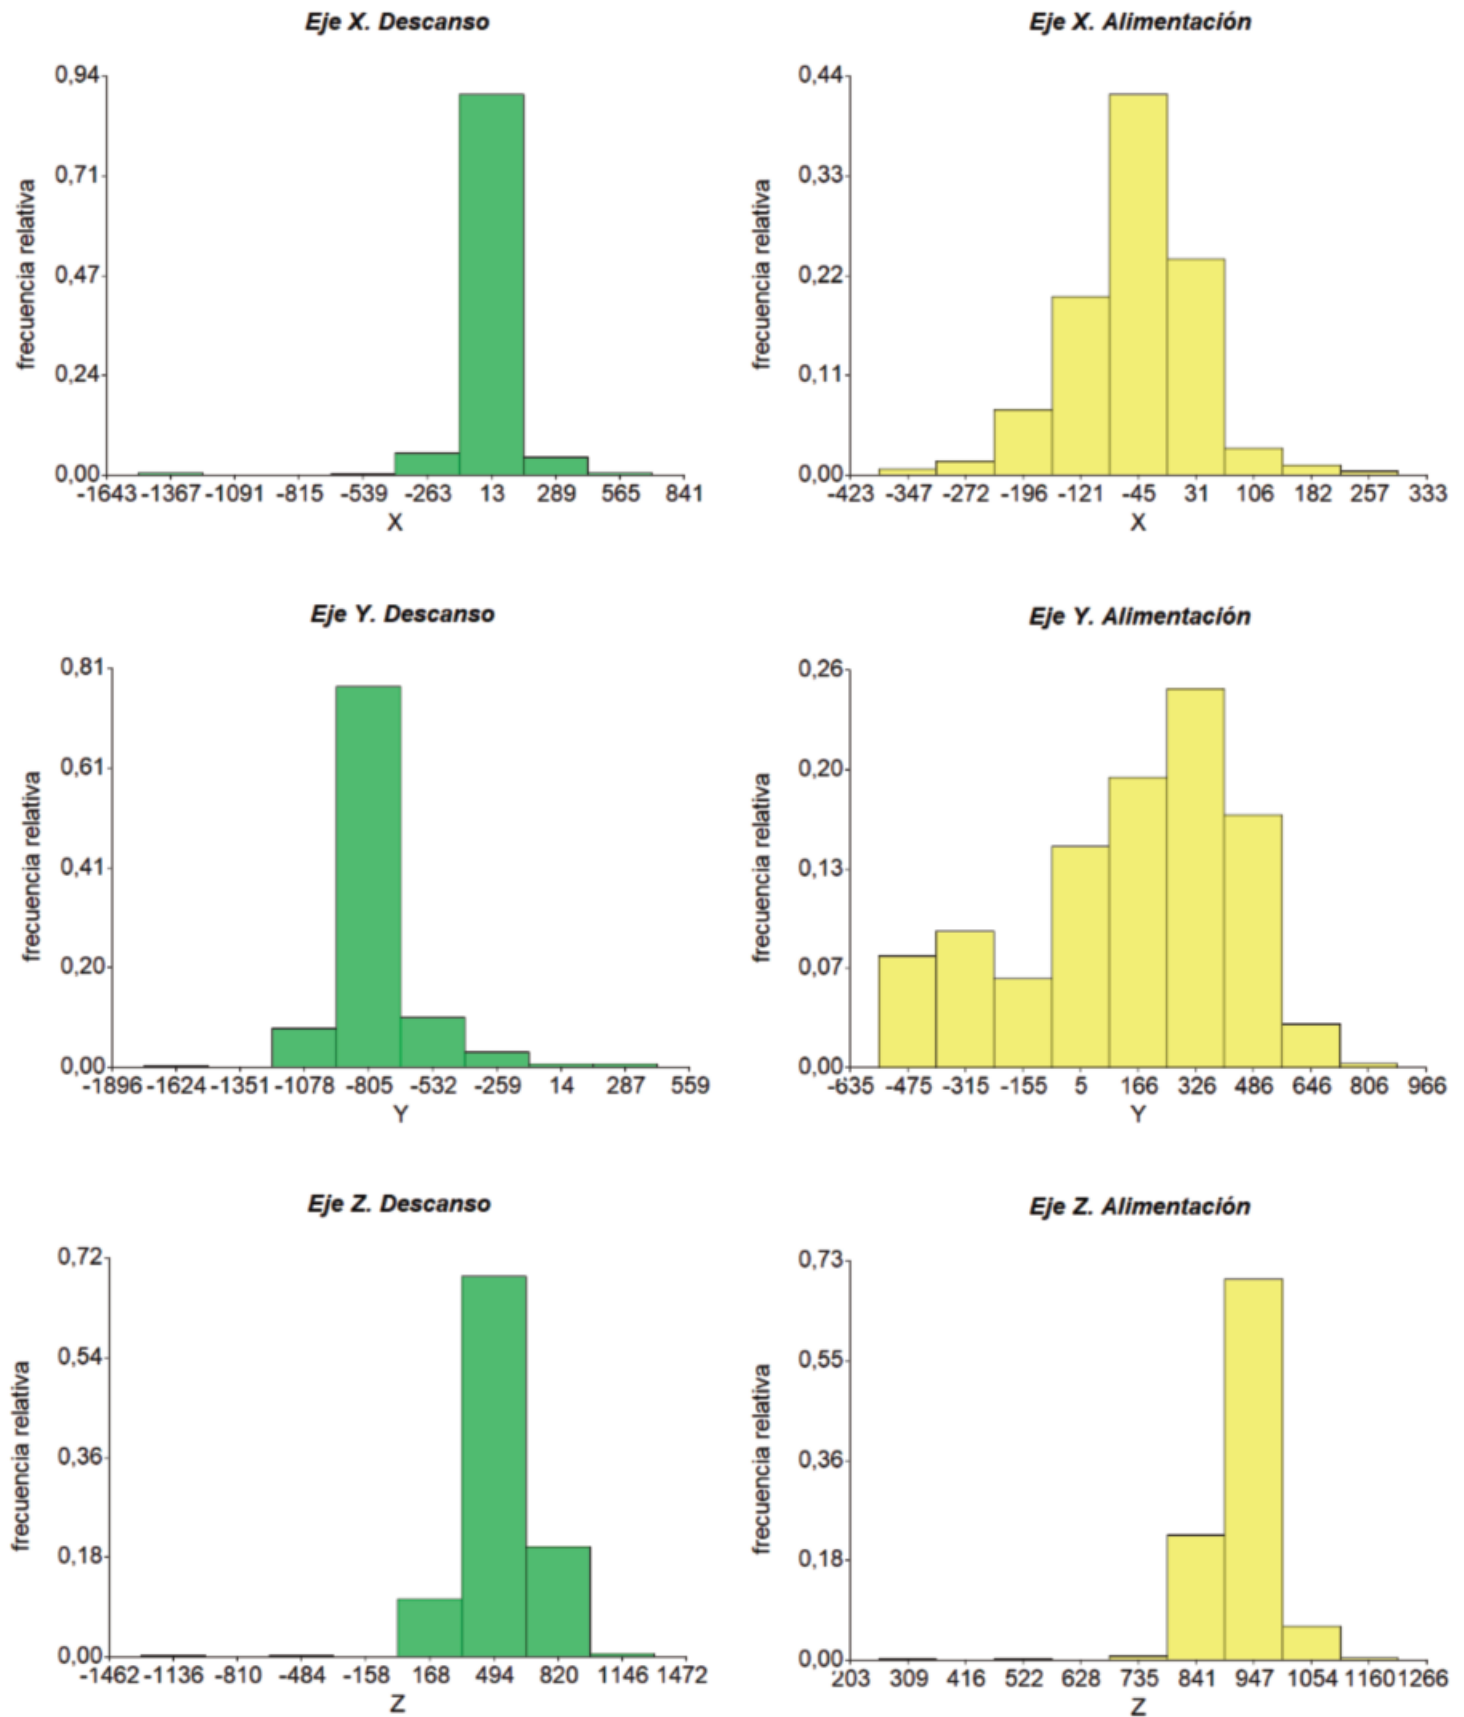 Eje X. Descanso
0,94
0,71
0,47
0,24
0,00
frecuencia relativa
-1643 -1367 -1091 -815 -539 -263 13 289 565 841
X
Eje X. Alimentación
0,44
0,33
0,22
0,11
0,00
frecuencia relativa
-423 -347 -272 -196 -121 -45 31 106 182 257 333
X
Eje Y. Descanso
0,81
0,61
0,41
0,20
0,00
frecuencia relativa
-1896 -1624 -1351 -1078 -805 -532 -259 14 287 559
Y
Eje Y. Alimentación
0,26
0,20
0,13
0,07
0,00
frecuencia relativa
-635 -475 -315 -155 5 166 326 486 646 806 966
Y
Eje Z. Descanso
0,72
0,54
0,36
0,18
0,00
frecuencia relativa
-1462 -1136 -810 -484 -158 168 494 820 1146 1472
Z
Eje Z. Alimentación
0,73
0,55
0,36
0,18
0,00
frecuencia relativa
203 309 416 522 628 735 841 947 1054 1160 1266
Z